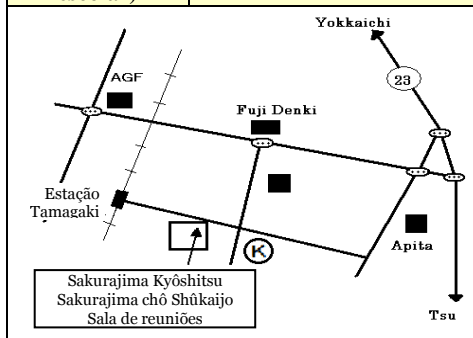 Yokkaichi
23
AGF
Fuji Denki
Estação
Tamagaki
K
Apita
Sakurajima Kyôshitsu
Sakurajima chô Shûkaijo
Sala de reuniões
Tsu